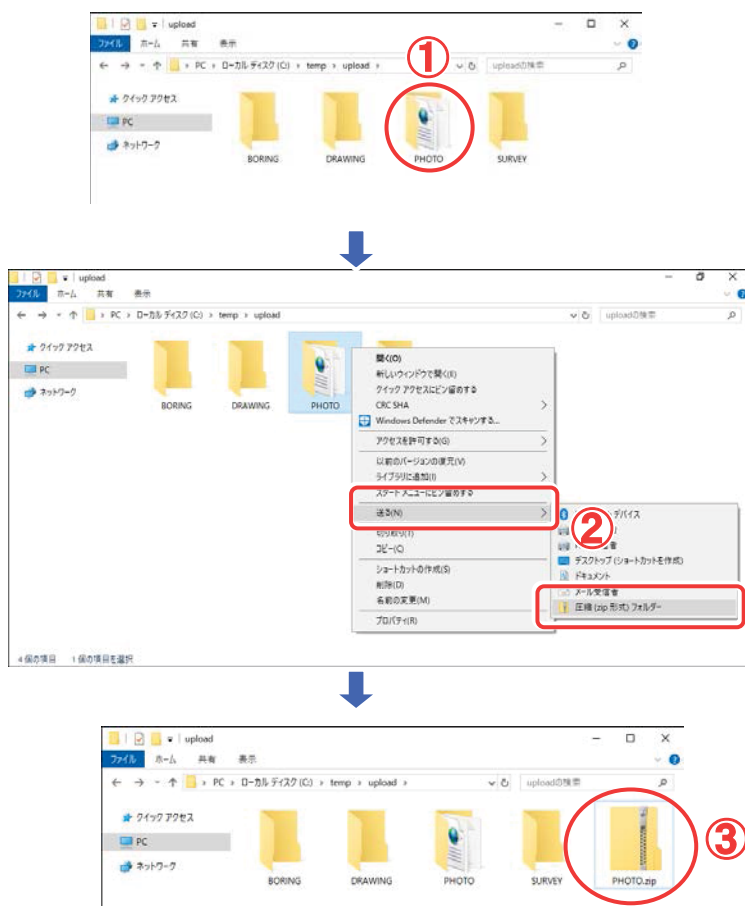 upload
ファイル ホーム 共有 表示
PC › ローカル ディスク (C:) › temp › upload ›
uploadの検索
①
クイック アクセス
PC
ネットワーク
BORING DRAWING PHOTO SURVEY
upload
ファイル ホーム 共有 表示
PC › ローカル ディスク (C:) › temp › upload
uploadの検索
クイック アクセス
PC
ネットワーク
BORING DRAWING PHOTO
開く(O)
新しいウィンドウで開く(E)
クイック アクセスにピン留めする
CRC SHA
Windows Defender でスキャンする...
アクセスを許可する(G)
以前のバージョンの復元(V)
ライブラリに追加(I)
スタート メニューにピン留めする
送る(N)
切り取り(T)
コピー(C)
ショートカットの作成(S)
削除(D)
名前の変更(M)
プロパティ(R)
②
デバイス
デスクトップ (ショートカットを作成)
ドキュメント
メール受信者
圧縮 (zip 形式) フォルダー
4 個の項目 1 個の項目を選択
upload
ファイル ホーム 共有 表示
PC › ローカル ディスク (C:) › temp › upload ›
uploadの検索
③
クイック アクセス
PC
ネットワーク
BORING DRAWING PHOTO SURVEY PHOTO.zip